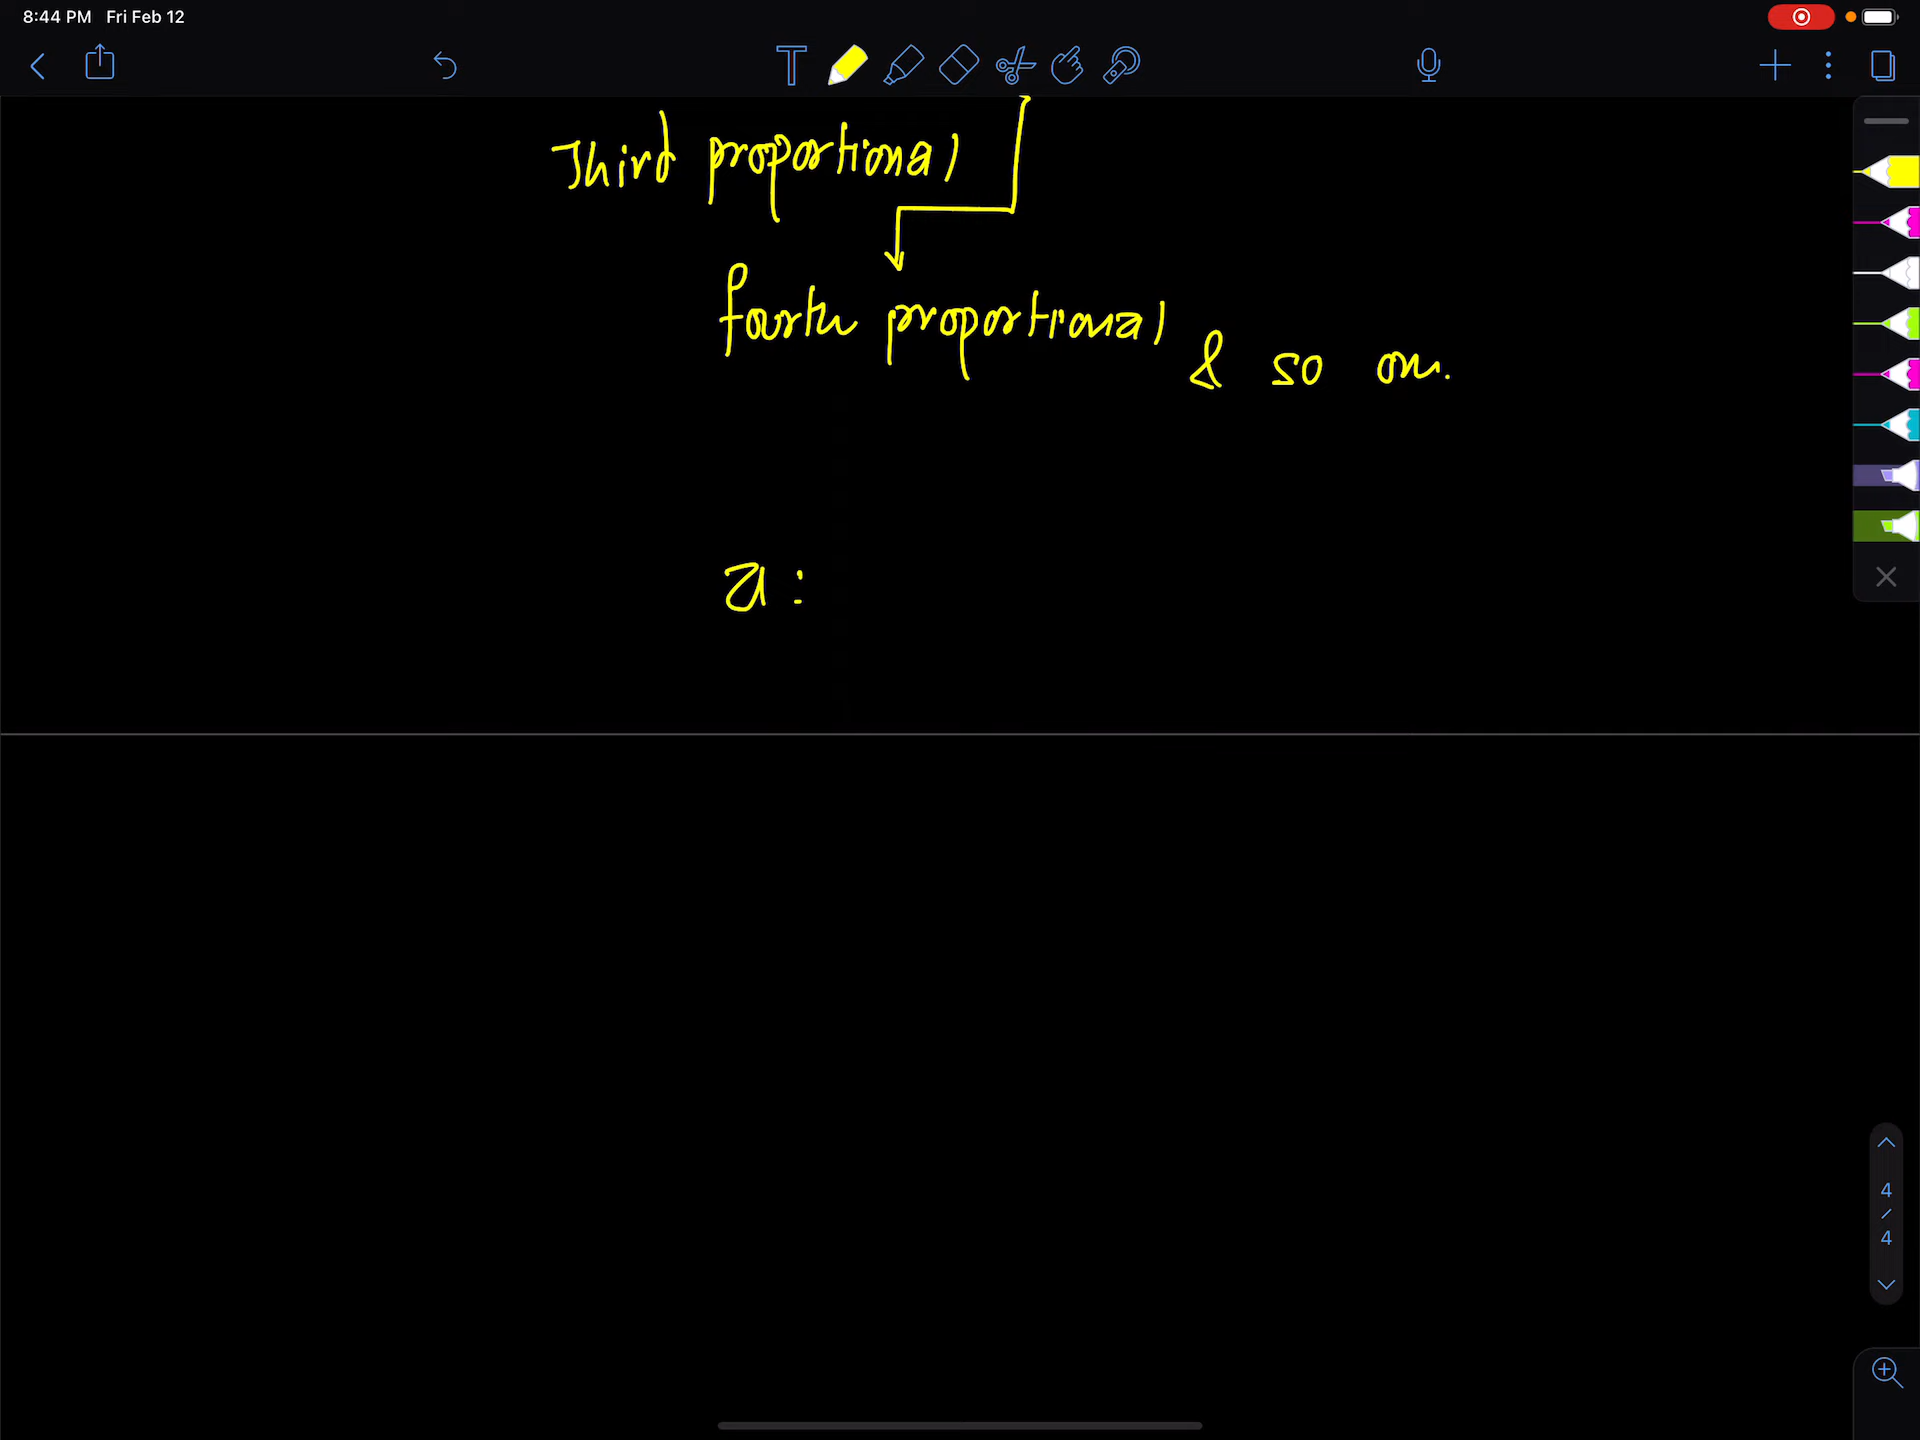 8:44 PM Fri Feb 12
T
Third proportional
fourth proportional & so on.
a :
4
/
4